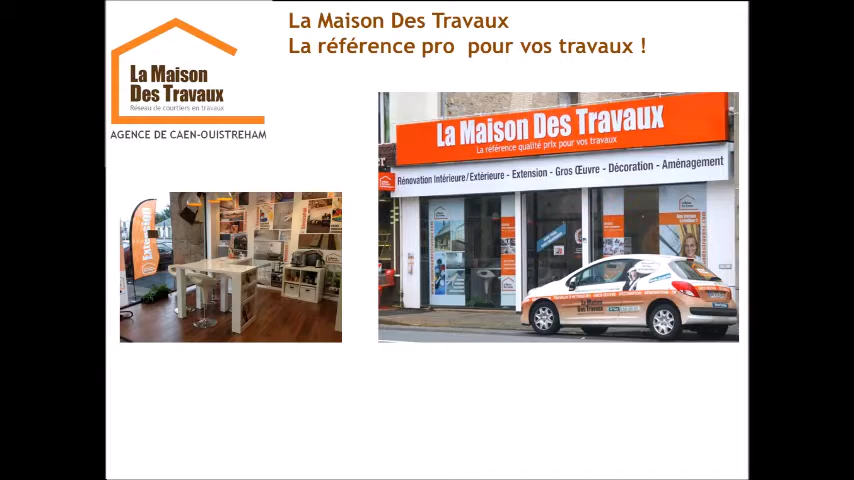 La Maison Des Travaux
La référence pro pour vos travaux !
La Maison
Des Travaux
Réseau de courtiers en travaux
AGENCE DE CAEN-OUISTREHAM
Extension
La Maison Des Travaux
La référence qualité prix pour vos travaux
Rénovation Intérieure/Extérieure - Extension - Gros Œuvre - Décoration - Aménagement
La Maison
Des Travaux